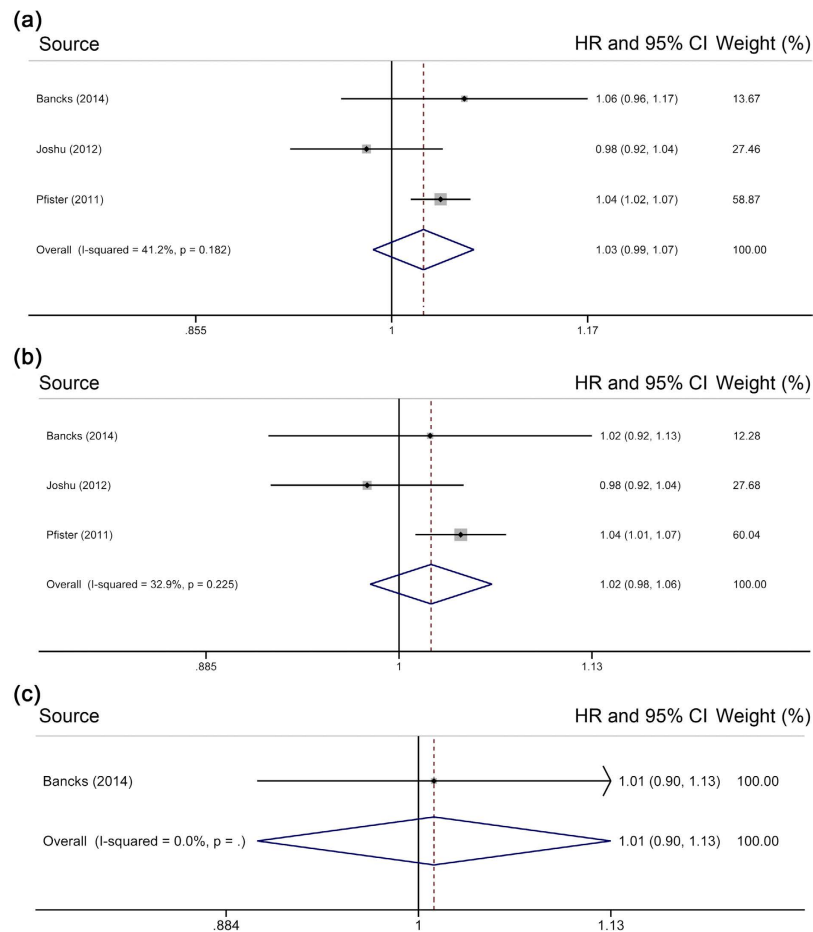 (a)
Source HR and 95% CI Weight (%)
Bancks (2014) 1.06 (0.96, 1.17) 13.67
Joshu (2012) 0.98 (0.92, 1.04) 27.46
Pfister (2011) 1.04 (1.02, 1.07) 58.87
Overall (I-squared = 41.2%, p = 0.182) 1.03 (0.99, 1.07) 100.00
.855 1 1.17
(b)
Source HR and 95% CI Weight (%)
Bancks (2014) 1.02 (0.92, 1.13) 12.28
Joshu (2012) 0.98 (0.92, 1.04) 27.68
Pfister (2011) 1.04 (1.01, 1.07) 60.04
Overall (I-squared = 32.9%, p = 0.225) 1.02 (0.98, 1.06) 100.00
.885 1 1.13
(c)
Source HR and 95% CI Weight (%)
Bancks (2014) 1.01 (0.90, 1.13) 100.00
Overall (I-squared = 0.0%, p = .) 1.01 (0.90, 1.13) 100.00
.884 1 1.13